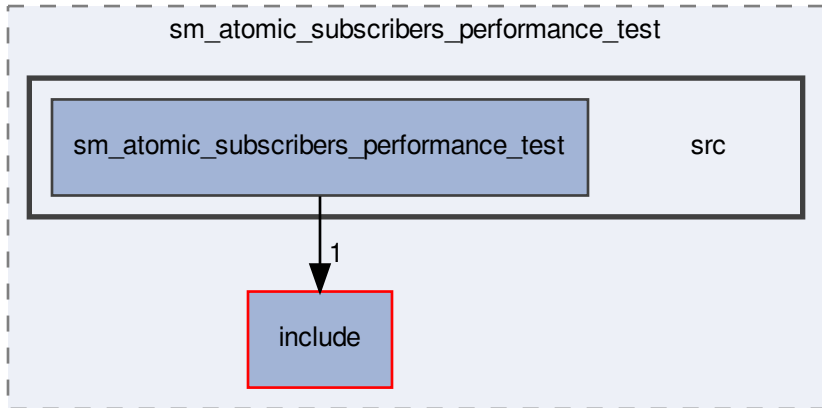 sm_atomic_subscribers_performance_test
sm_atomic_subscribers_performance_test
src
1
include